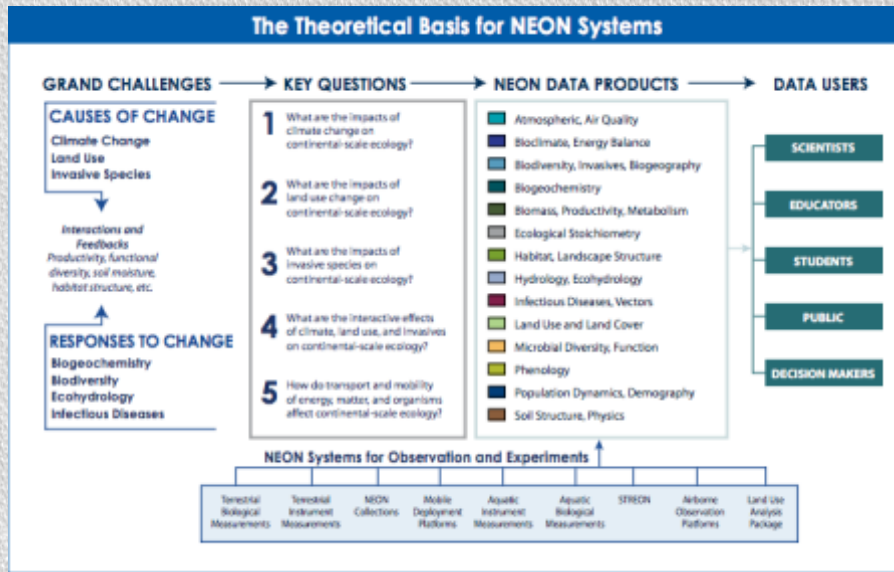 The Theoretical Basis for NEON Systems
GRAND CHALLENGES
KEY QUESTIONS
NEON DATA PRODUCTS
DATA USERS
CAUSES OF CHANGE
Climate Change
Land Use
Invasive Species
Interactions and
Feedbacks
Productivity, functional
diversity, soil moisture,
habitat structure, etc.
RESPONSES TO CHANGE
Biogeochemistry
Biodiversity
Ecohydrology
Infectious Diseases
1
What are the impacts of
climate change on
continental-scale ecology?
2
What are the impacts of
land use change on
continental-scale ecology?
3
What are the impacts of
invasive species on
continental-scale ecology?
4
What are the interactive effects
of climate, land use, and invasives
on continental-scale ecology?
5
How do transport and mobility
of energy, matter, and organisms
affect continental-scale ecology?
Atmospheric, Air Quality
Bioclimate, Energy Balance
Biodiversity, Invasives, Biogeography
Biogeochemistry
Biomass, Productivity, Metabolism
Ecological Stoichiometry
Habitat, Landscape Structure
Hydrology, Ecohydrology
Infectious Diseases, Vectors
Land Use and Land Cover
Microbial Diversity, Function
Phenology
Population Dynamics, Demography
Soil Structure, Physics
SCIENTISTS
EDUCATORS
STUDENTS
PUBLIC
DECISION MAKERS
NEON Systems for Observation and Experiments
Terrestrial
Biological
Measurements
Terrestrial
Instrument
Measurements
NEON
Collections
Mobile
Deployment
Platforms
Aquatic
Instrument
Measurements
Aquatic
Biological
Measurements
STREON
Airborne
Observation
Platforms
Land Use
Analysis
Package